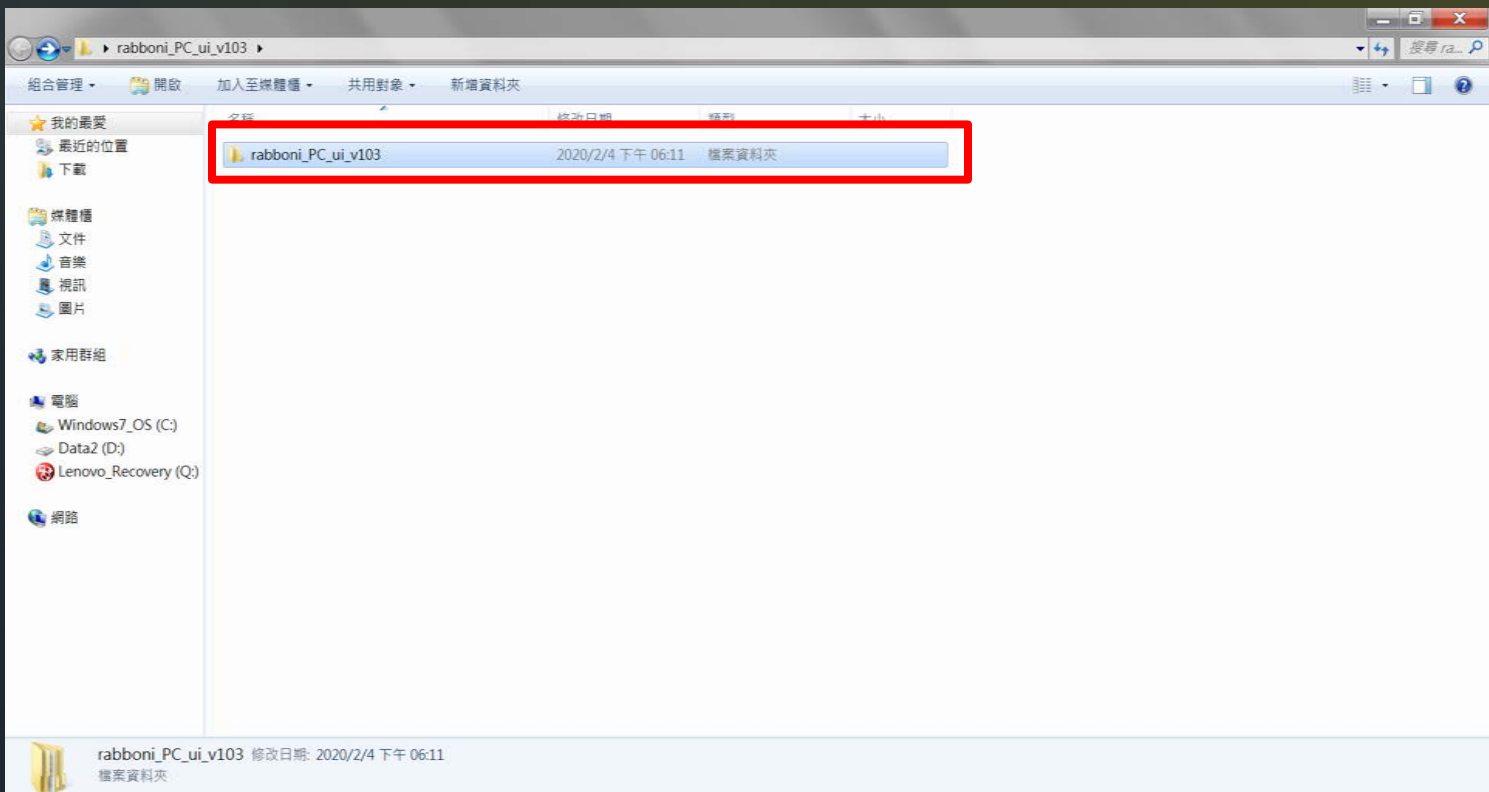 rabboni_PC_ui_v103
搜尋 ra...
組合管理 開啟 加入至媒體櫃 共用對象 新增資料夾
名稱 修改日期 類型 大小
我的最愛
最近的位置
下載
rabboni_PC_ui_v103 2020/2/4 下午 06:11 檔案資料夾
媒體櫃
文件
音樂
視訊
圖片
家用群組
電腦
Windows7_OS (C:)
Data2 (D:)
Lenovo_Recovery (Q:)
網路
rabboni_PC_ui_v103 修改日期: 2020/2/4 下午 06:11
檔案資料夾